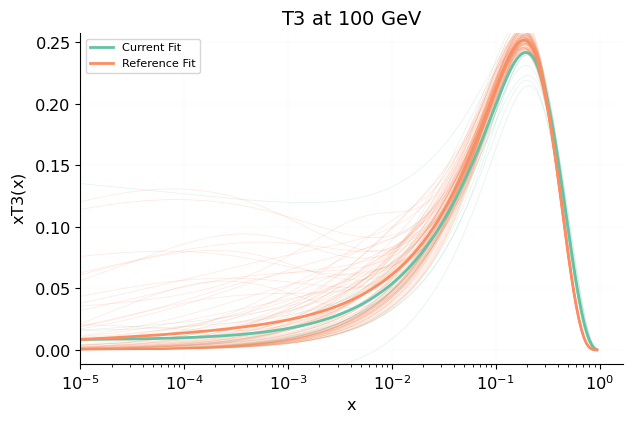 T3 at 100 GeV
Current Fit
Reference Fit
0.25
0.20
0.15
0.10
0.05
0.00
xT3(x)
10⁻⁵ 10⁻⁴ 10⁻³ 10⁻² 10⁻¹ 10⁰
x